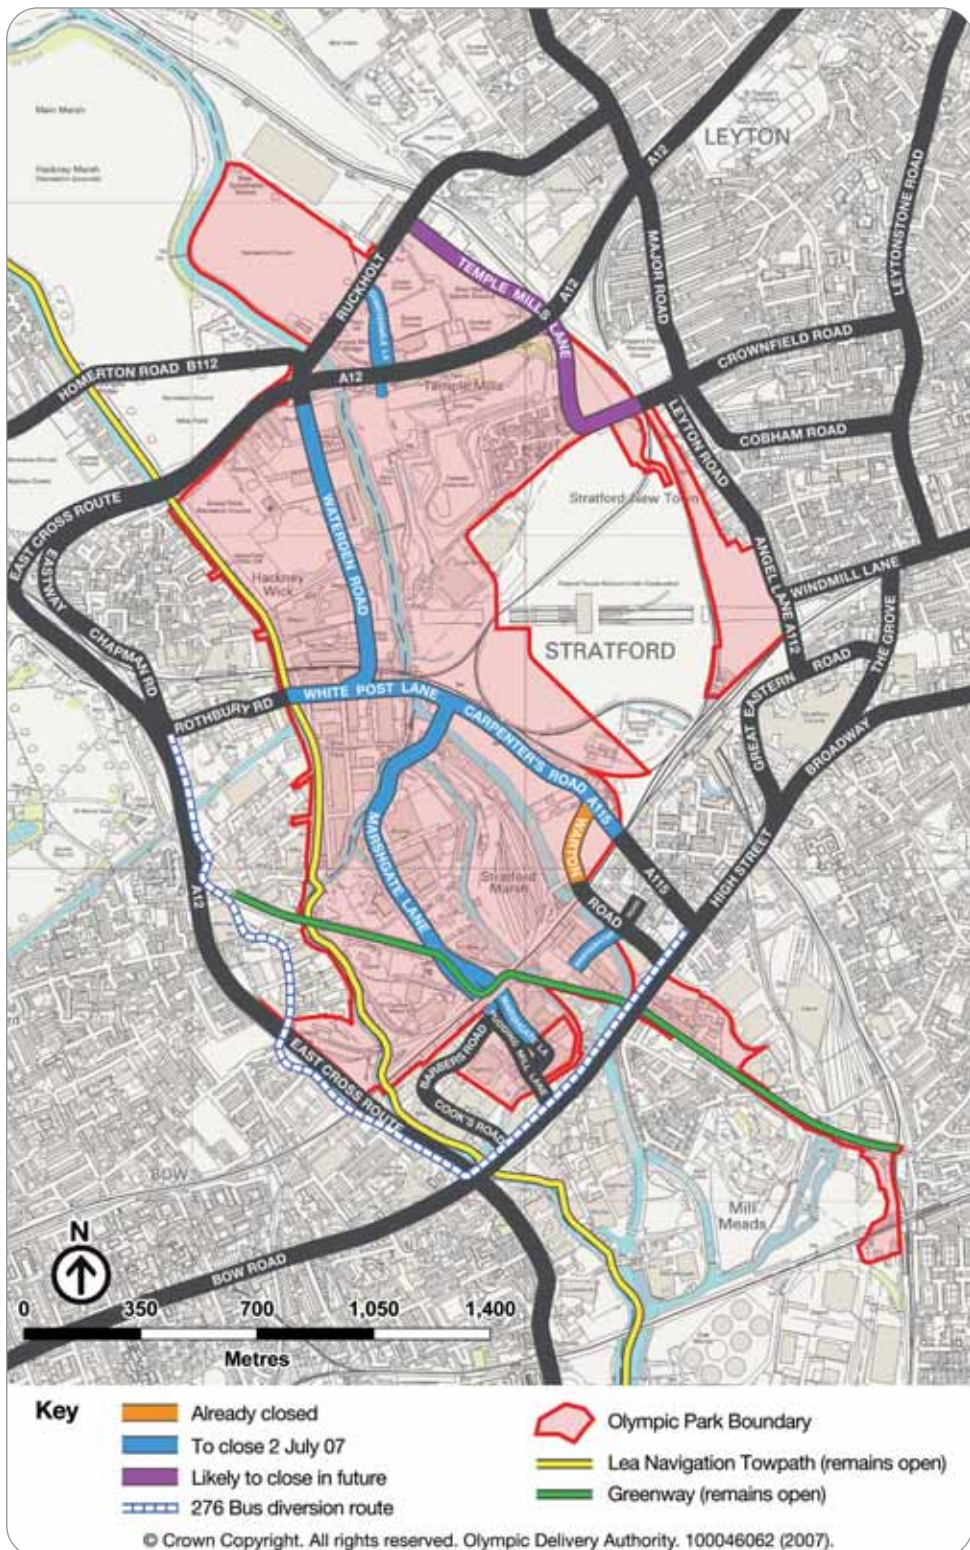 Main Marsh
Hackney Marsh
LEYTON
A12
LEYTONSTONE ROAD
MAJOR ROAD
RUCKHOLT
TEMPLE MILLS LANE
A12
CROWNFIELD ROAD
HOMERTON ROAD B112
A12
Temple Mills
LEYTON ROAD
COBHAM ROAD
Stratford New Town
EAST CROSS ROUTE
EASTWAY
WATERDEN ROAD
Hackney
Wick
ANGEL LANE A112
WINDMILL LANE
CHAPMAN RD
STRATFORD
THE GROVE
GREAT EASTERN ROAD
ROTHBURY RD
WHITE POST LANE
CARPENTER'S ROAD A115
BROADWAY
WARTON
ROAD
MARSHGATE LANE
Stratford
Marsh
A115
HIGH STREET
A12
BARBERS ROAD
PUDDING MILL LANE
COOK'S ROAD
EAST CROSS ROUTE
BOW
Mill
Meads
BOW ROAD
N
0 350 700 1,050 1,400
Metres
Key
Already closed
To close 2 July 07
Likely to close in future
276 Bus diversion route
Olympic Park Boundary
Lea Navigation Towpath (remains open)
Greenway (remains open)
© Crown Copyright. All rights reserved. Olympic Delivery Authority. 100046062 (2007).